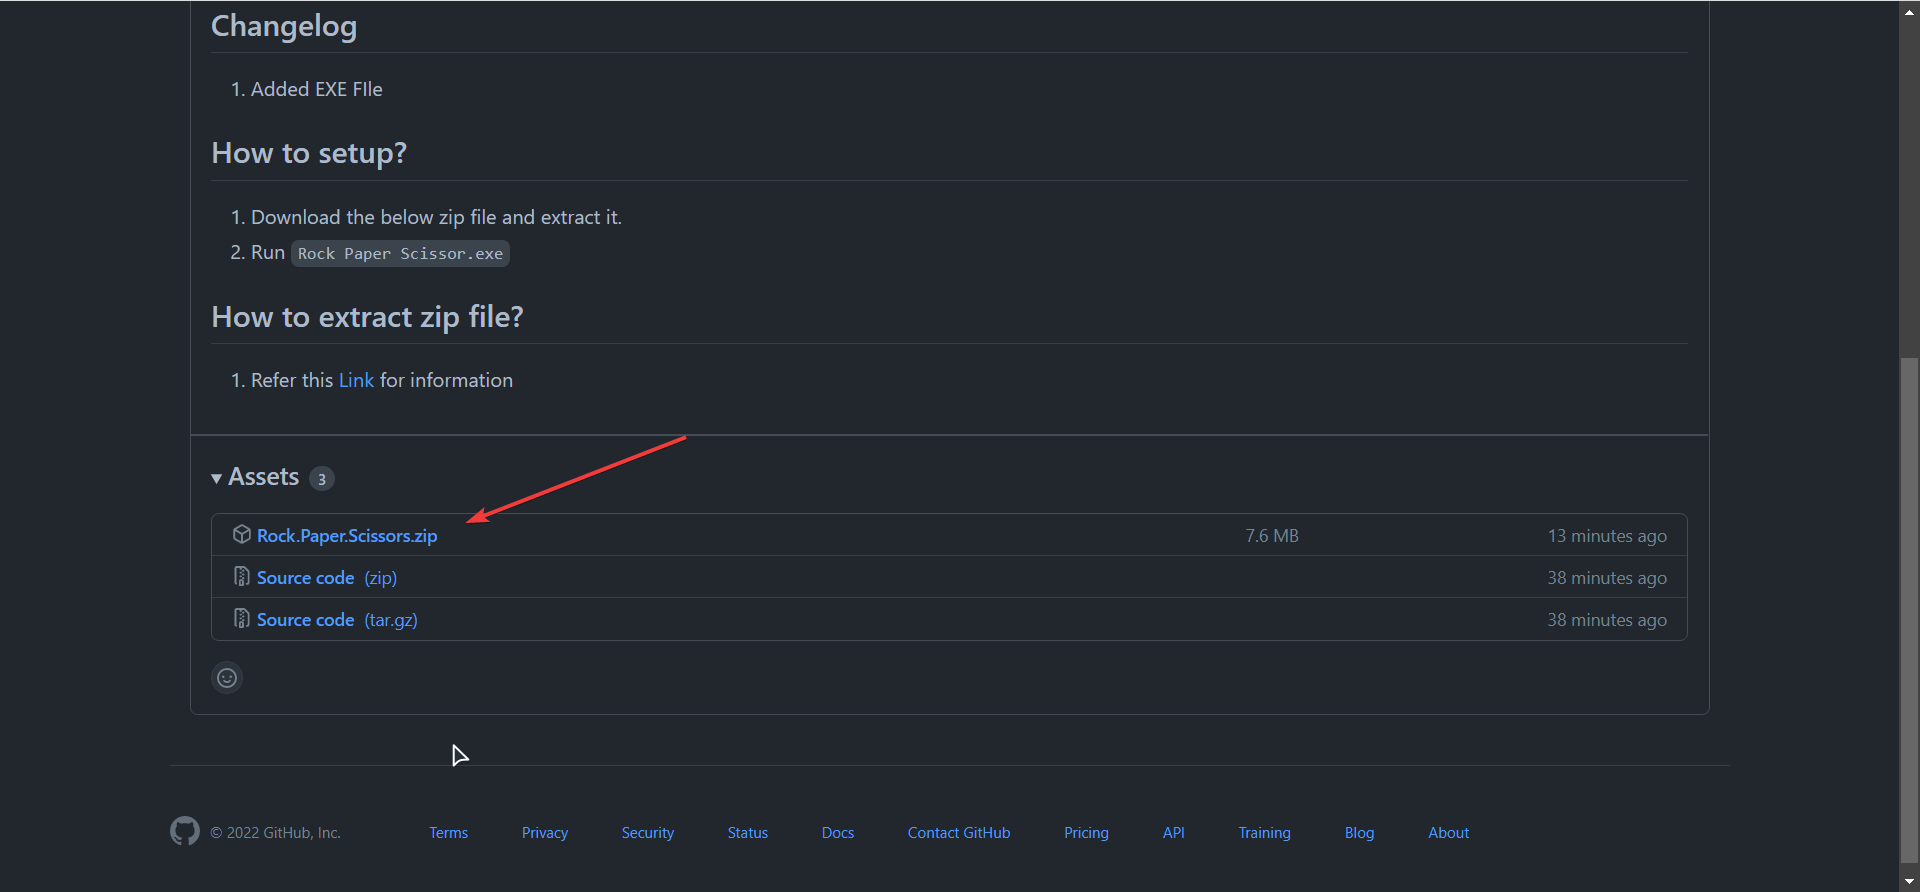 Changelog
1. Added EXE FIle
How to setup?
1. Download the below zip file and extract it.
2. Run Rock Paper Scissor.exe
How to extract zip file?
1. Refer this Link for information
Assets 3
Rock.Paper.Scissors.zip 7.6 MB 13 minutes ago
Source code (zip) 38 minutes ago
Source code (tar.gz) 38 minutes ago
© 2022 GitHub, Inc. Terms Privacy Security Status Docs Contact GitHub Pricing API Training Blog About